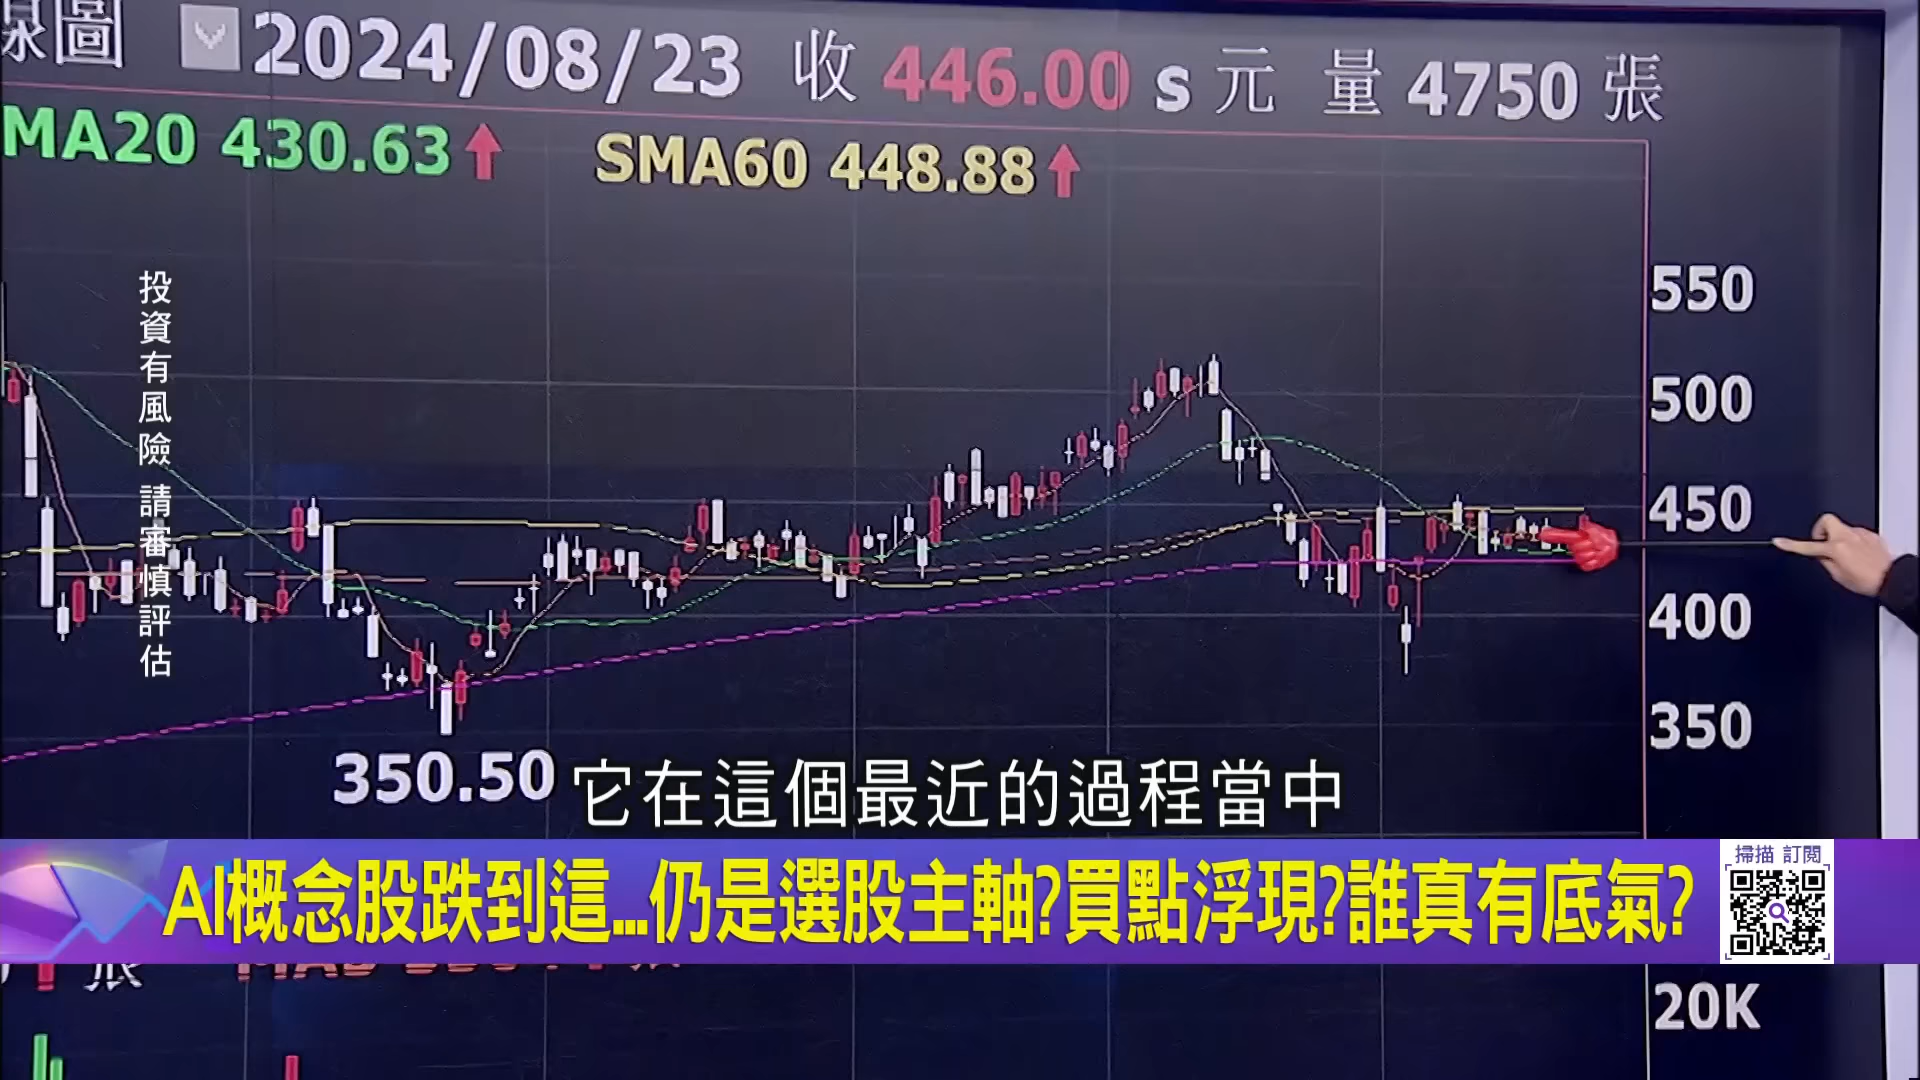 線圖 2024/08/23 收 446.00 s 元 量 4750 張
MA20 430.63↑ SMA60 448.88↑
550
500
450
400
350
投資有風險 請審慎評估
350.50
它在這個最近的過程當中
掃描 訂閱
AI概念股跌到這...仍是選股主軸?買點浮現?誰真有底氣?
張
20K